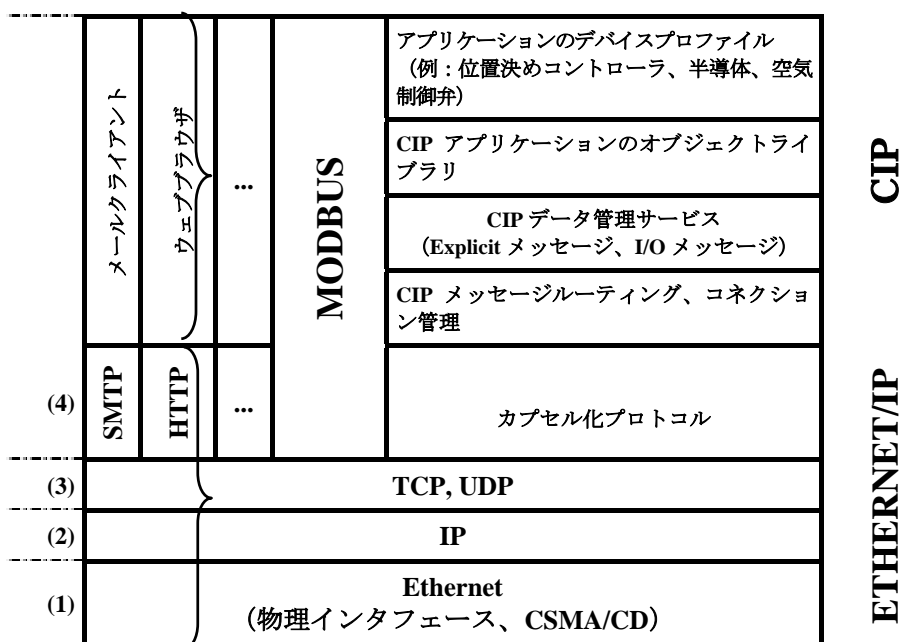 メールクライアント
ウェブブラウザ
...
MODBUS
アプリケーションのデバイスプロファイル
（例：位置決めコントローラ、半導体、空気
制御弁）
CIP アプリケーションのオブジェクトライ
ブラリ
CIP データ管理サービス
（Explicit メッセージ、I/O メッセージ）
CIP メッセージルーティング、コネクショ
ン管理
CIP
(4)
SMTP
HTTP
...
カプセル化プロトコル
(3)
TCP, UDP
(2)
IP
(1)
Ethernet
（物理インタフェース、CSMA/CD）
ETHERNET/IP